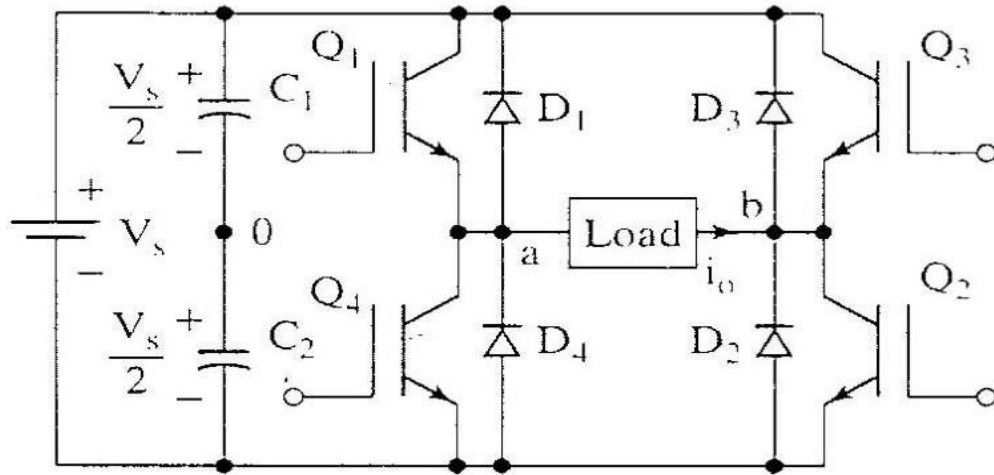 Q₁
Q₃
+
Vₛ
2
−
C₁
D₁
D₃
+
Vₛ
−
0
a
Load
iₒ
b
Q₄
Q₂
+
Vₛ
2
−
C₂
D₄
D₂